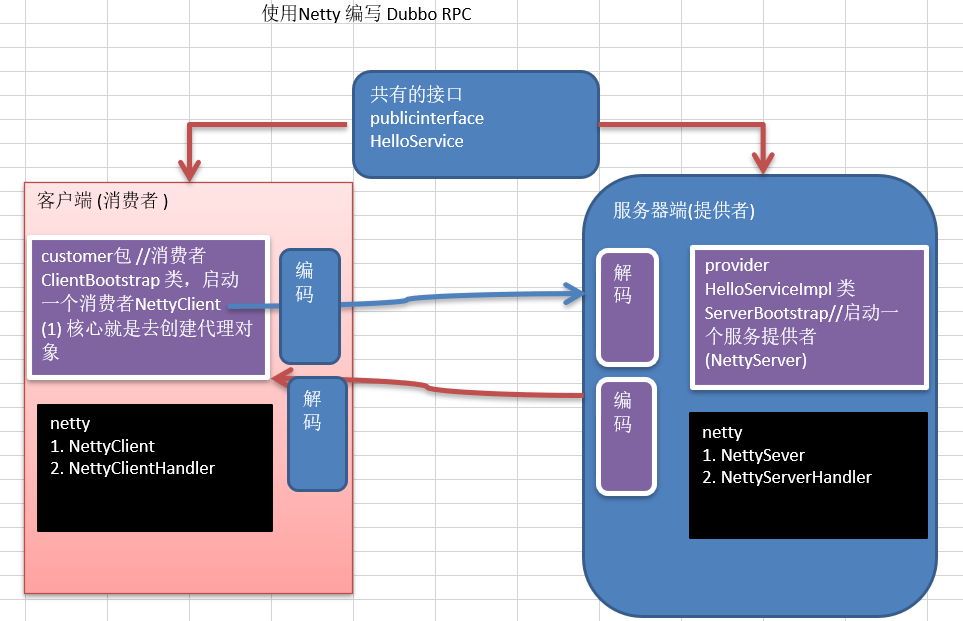 使用Netty 编写 Dubbo RPC
共有的接口
publicinterface
HelloService
客户端 (消费者 )
customer包 //消费者
ClientBootstrap 类，启动
一个消费者NettyClient
(1) 核心就是去创建代理对
象
编
码
解
码
netty
1. NettyClient
2. NettyClientHandler
服务器端(提供者)
解
码
编
码
provider
HelloServiceImpl 类
ServerBootstrap//启动一
个服务提供者
(NettyServer)
netty
1. NettySever
2. NettyServerHandler